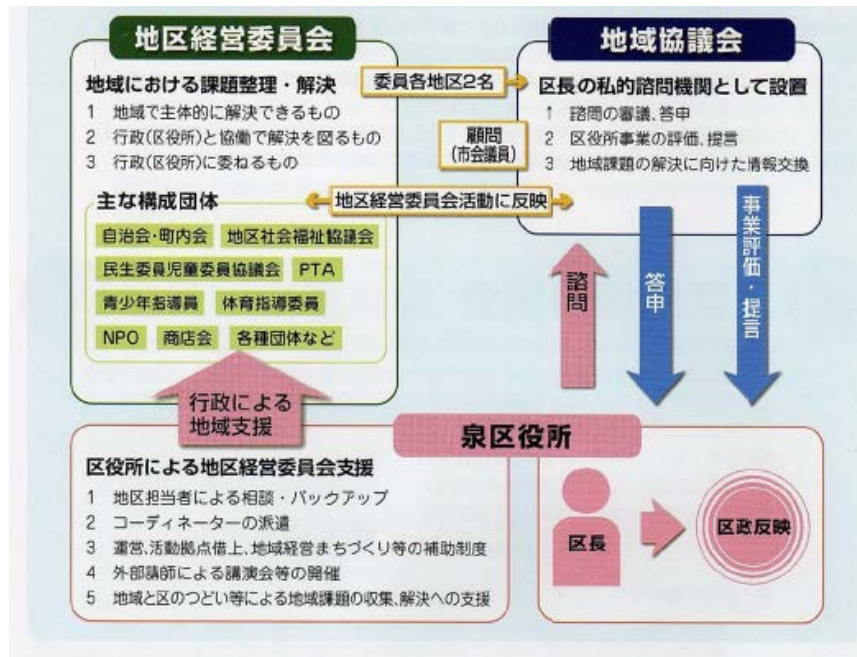 地区経営委員会
地域における課題整理・解決
1 地域で主体的に解決できるもの
2 行政(区役所)と協働で解決を図るもの
3 行政(区役所)に委ねるもの
主な構成団体
自治会・町内会 地区社会福祉協議会
民生委員児童委員協議会 PTA
青少年指導員 体育指導委員
NPO 商店会 各種団体など
委員各地区2名
顧問
(市会議員)
地区経営委員会活動に反映
地域協議会
区長の私的諮問機関として設置
1 諮問の審議、答申
2 区役所事業の評価、提言
3 地域課題の解決に向けた情報交換
諮問
答申
事業評価・提言
行政による
地域支援
泉区役所
区役所による地区経営委員会支援
1 地区担当者による相談・バックアップ
2 コーディネーターの派遣
3 運営、活動拠点借上、地域経営まちづくり等の補助制度
4 外部講師による講演会等の開催
5 地域と区のつどい等による地域課題の収集、解決への支援
区長
区政反映